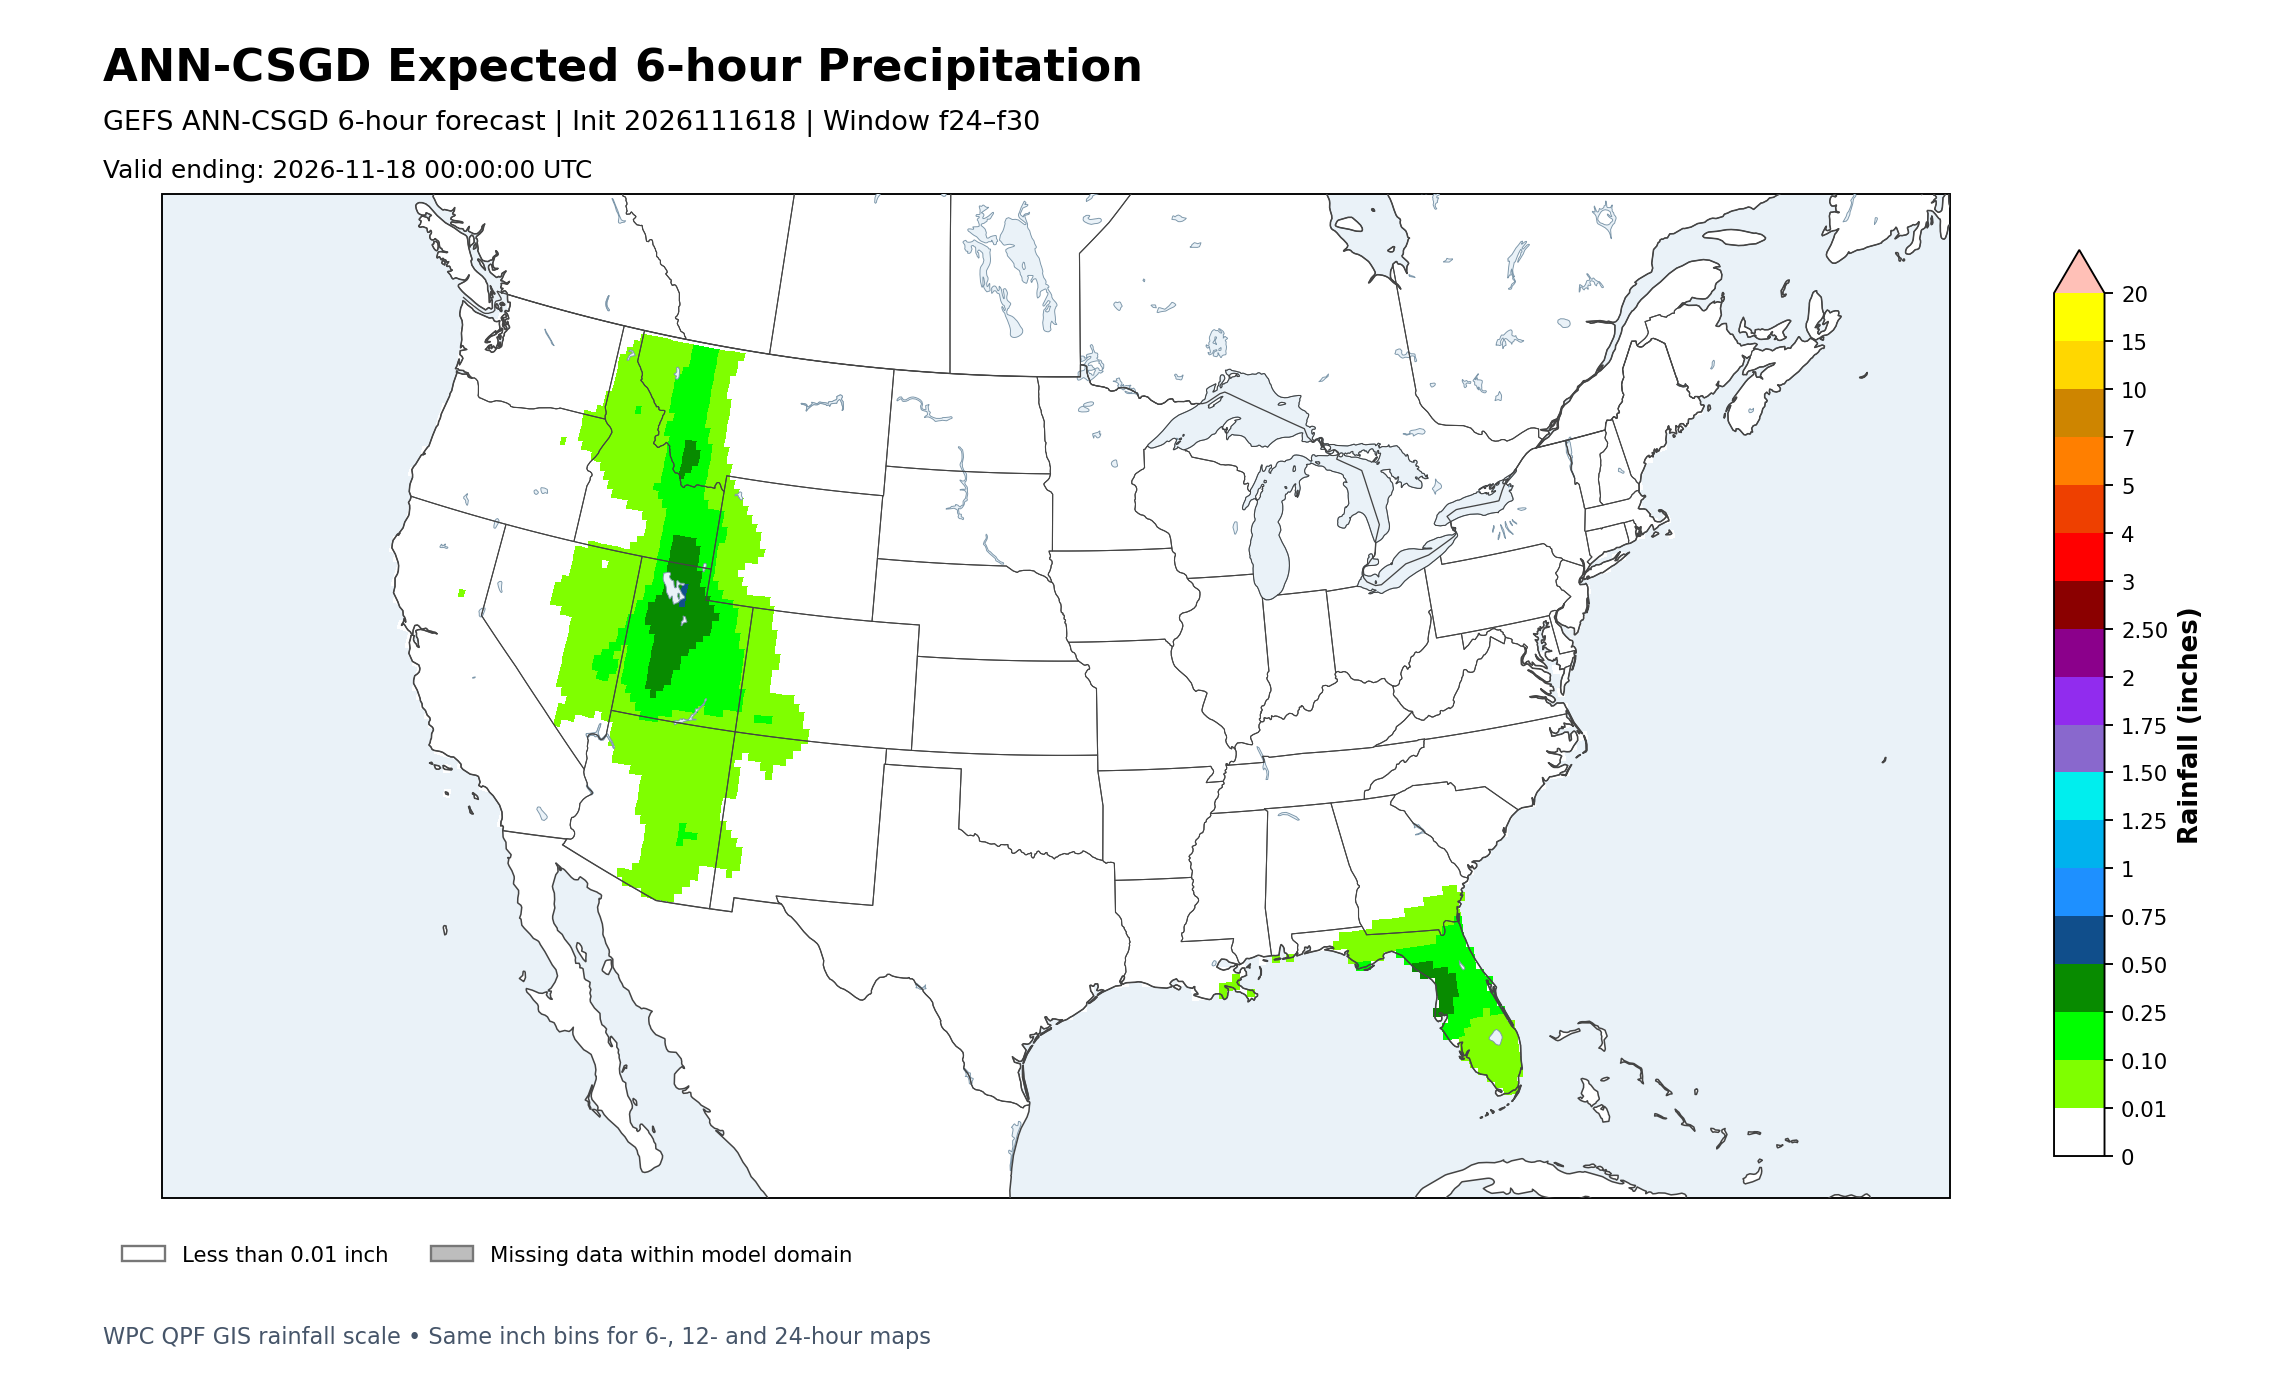 ANN-CSGD Expected 6-hour Precipitation
GEFS ANN-CSGD 6-hour forecast | Init 2026111618 | Window f24–f30
Valid ending: 2026-11-18 00:00:00 UTC
20
15
10
7
5
4
3
2.50
2
1.75
1.50
1.25
1
0.75
0.50
0.25
0.10
0.01
0
Rainfall (inches)
Less than 0.01 inch
Missing data within model domain
WPC QPF GIS rainfall scale • Same inch bins for 6-, 12- and 24-hour maps